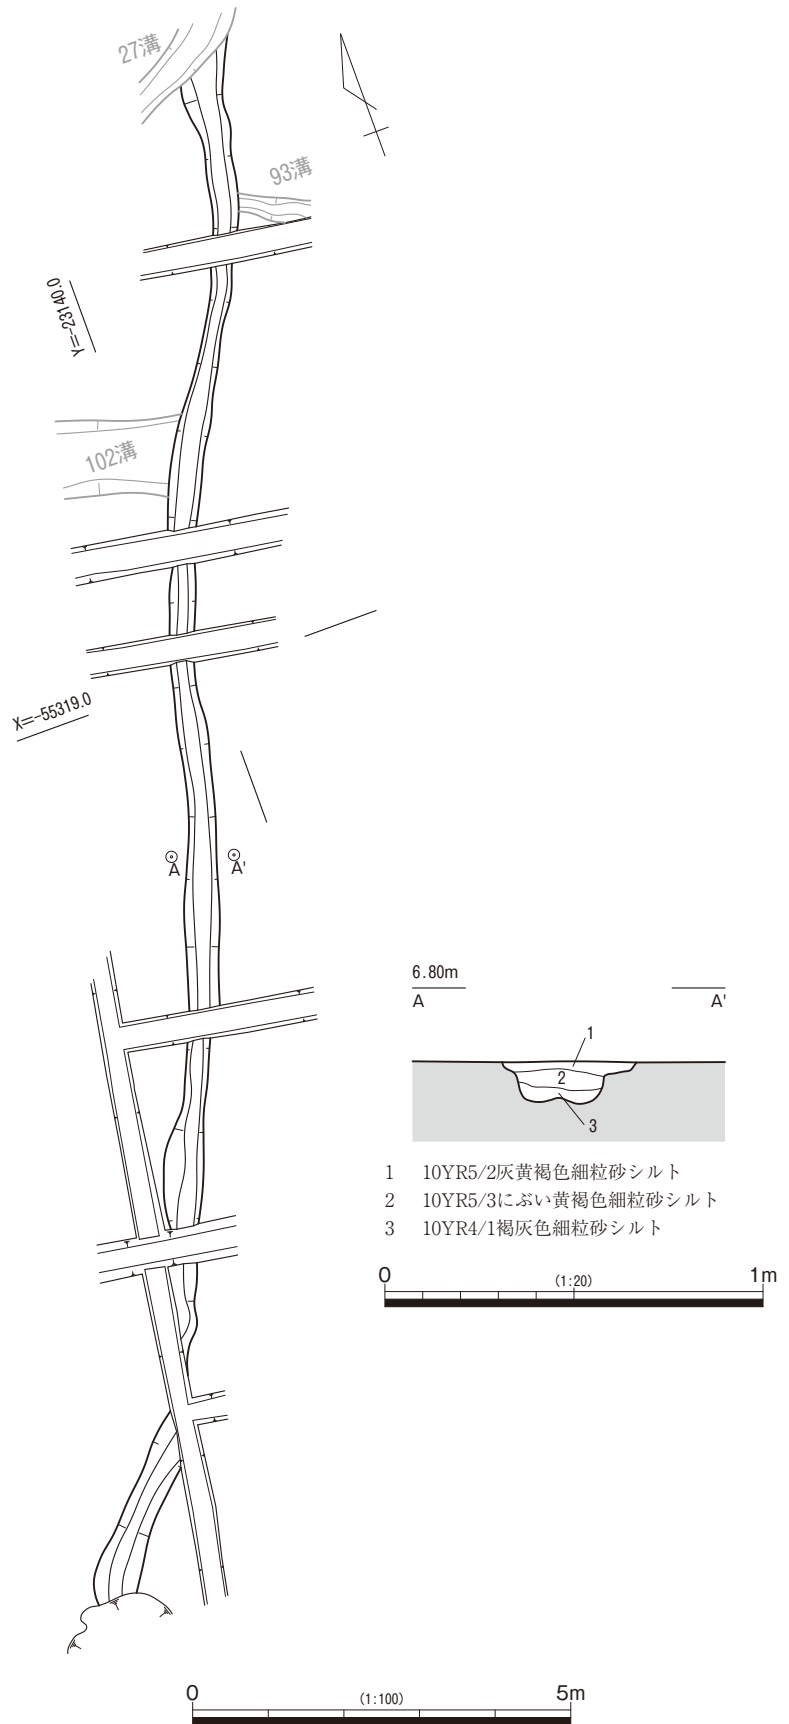 27溝
93溝
Y=-23140.0
102溝
X=-55319.0
A A'
6.80m
A A'
1
2
3
1 10YR5/2灰黄褐色細粒砂シルト
2 10YR5/3にぶい黄褐色細粒砂シルト
3 10YR4/1褐灰色細粒砂シルト
0 (1:20) 1m
0 (1:100) 5m